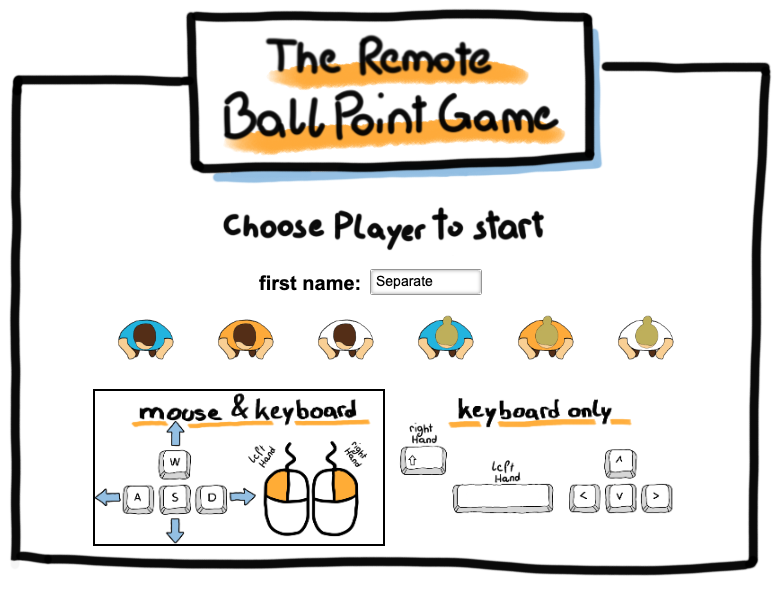 The Remote
Ball Point Game
Choose Player to start
first name: Separate
mouse & keyboard
keyboard only
right
Hand
left
Hand
right
Hand
left
Hand
W
A S D
⇧
^
< v >